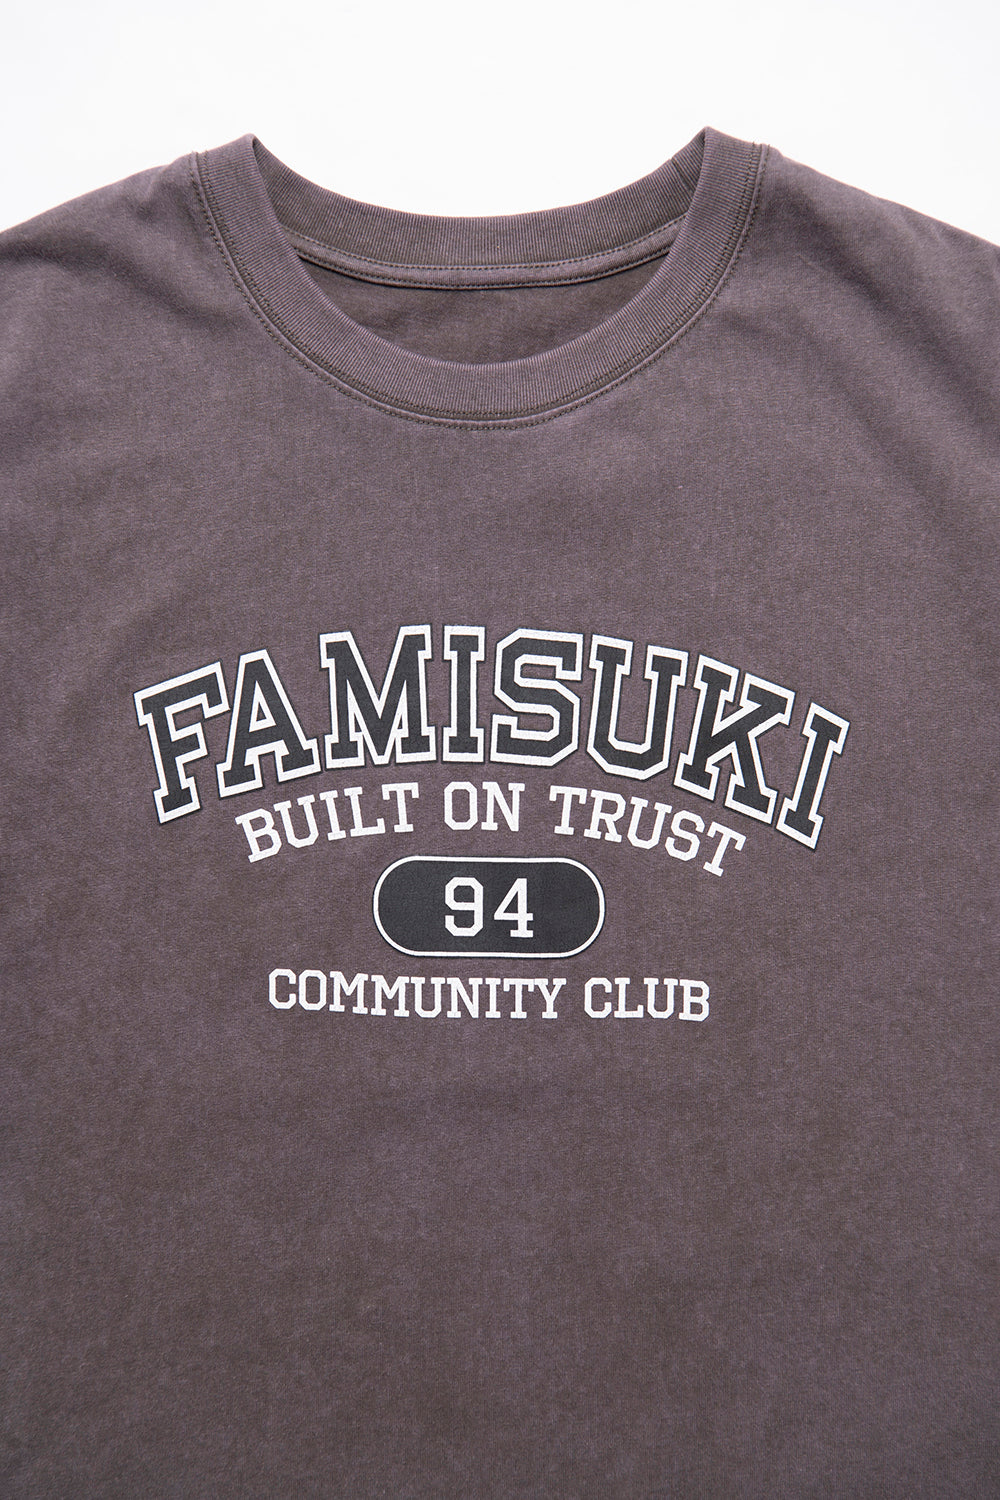 FAMISUKI
BUILT ON TRUST
94
COMMUNITY CLUB